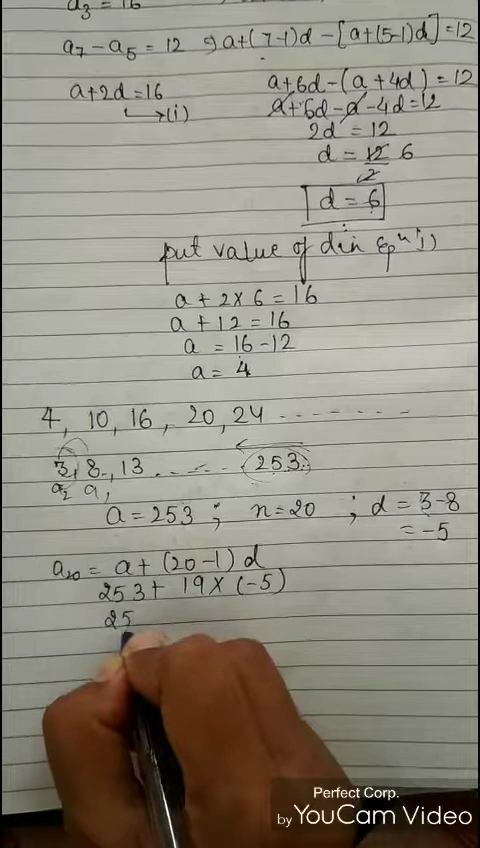 a₃ = 16
a₇ - a₅ = 12 ⇒ a+(7-1)d - [a+(5-1)d] = 12
a+2d = 16
→ (i)
a+6d-(a+4d) = 12
a+6d-a-4d = 12
2d = 12
d = 12 6
2
d = 6
put value of d in Eqⁿ i)
a + 2×6 = 16
a + 12 = 16
a = 16-12
a = 4
4, 10, 16, 20, 24 --------
3, 8, 13 ------ 253
a₂ a₁
a = 253 ; n=20 ; d = 3-8
= -5
a₂₀ = a + (20-1) d
253 + 19 × (-5)
25
Perfect Corp.
by YouCam Video